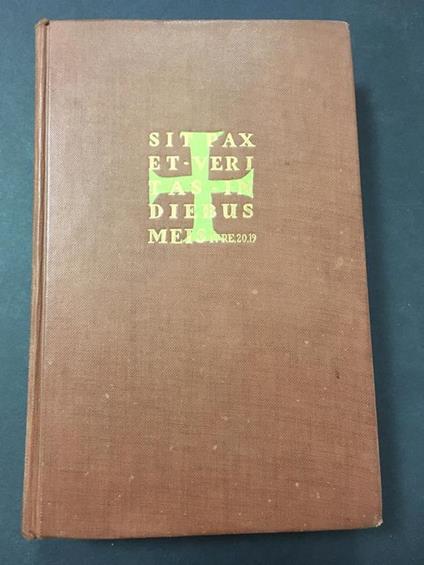 SIT PAX
ET-VERI
TAS-IN
DIEBUS
MEIS IV RE.20.19